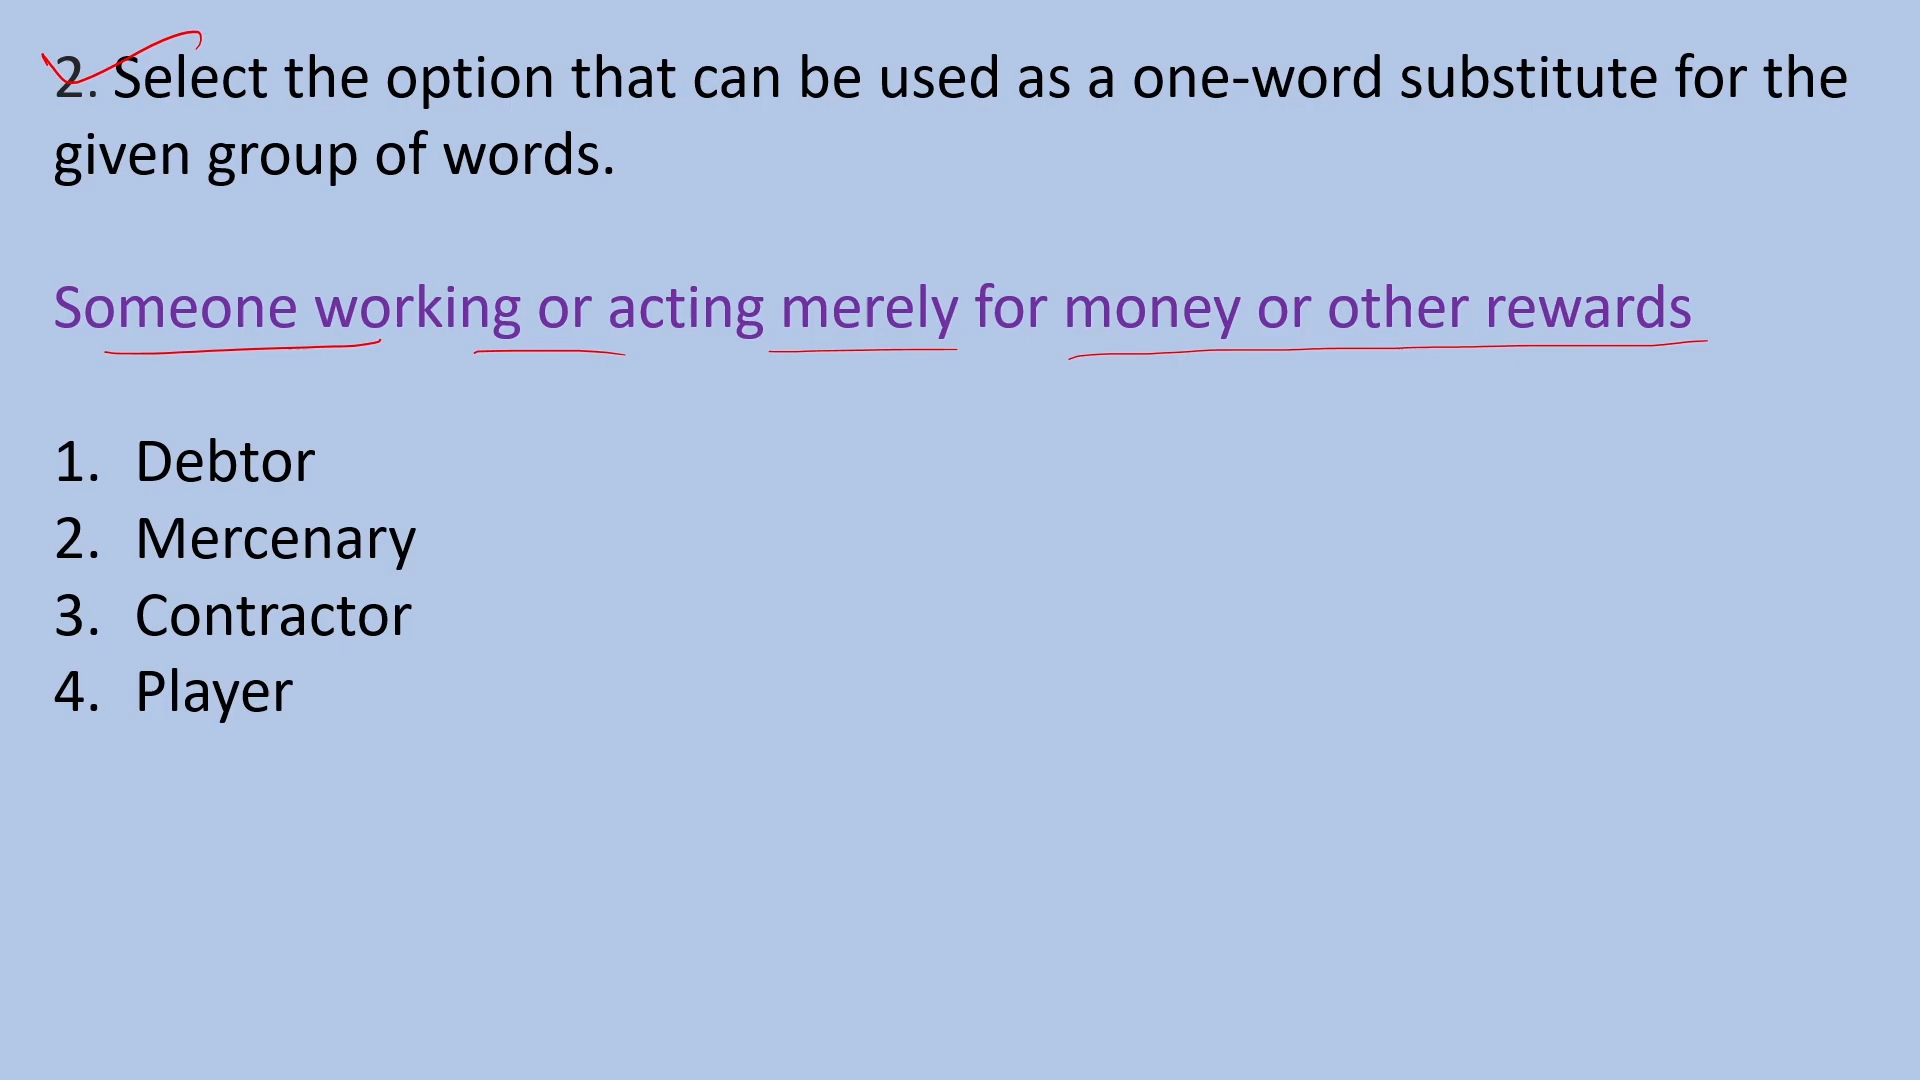 2. Select the option that can be used as a one-word substitute for the
given group of words.
Someone working or acting merely for money or other rewards
1. Debtor
2. Mercenary
3. Contractor
4. Player